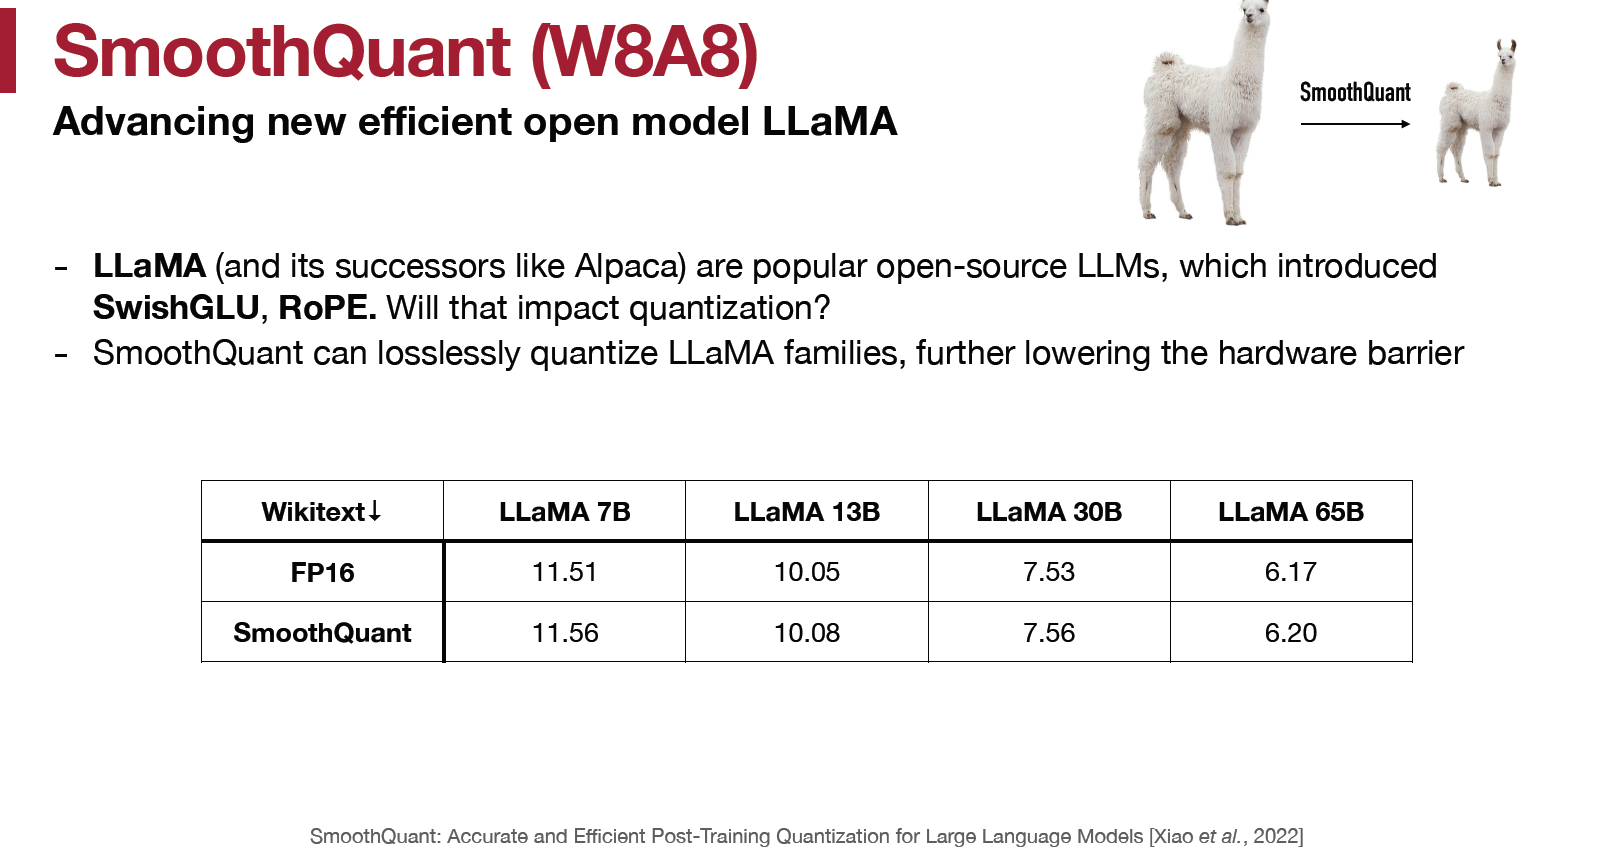 SmoothQuant (W8A8)
Advancing new efficient open model LLaMA
SmoothQuant
- LLaMA (and its successors like Alpaca) are popular open-source LLMs, which introduced
SwishGLU, RoPE. Will that impact quantization?
- SmoothQuant can losslessly quantize LLaMA families, further lowering the hardware barrier
Wikitext↓ LLaMA 7B LLaMA 13B LLaMA 30B LLaMA 65B
FP16 11.51 10.05 7.53 6.17
SmoothQuant 11.56 10.08 7.56 6.20
SmoothQuant: Accurate and Efficient Post-Training Quantization for Large Language Models [Xiao et al., 2022]